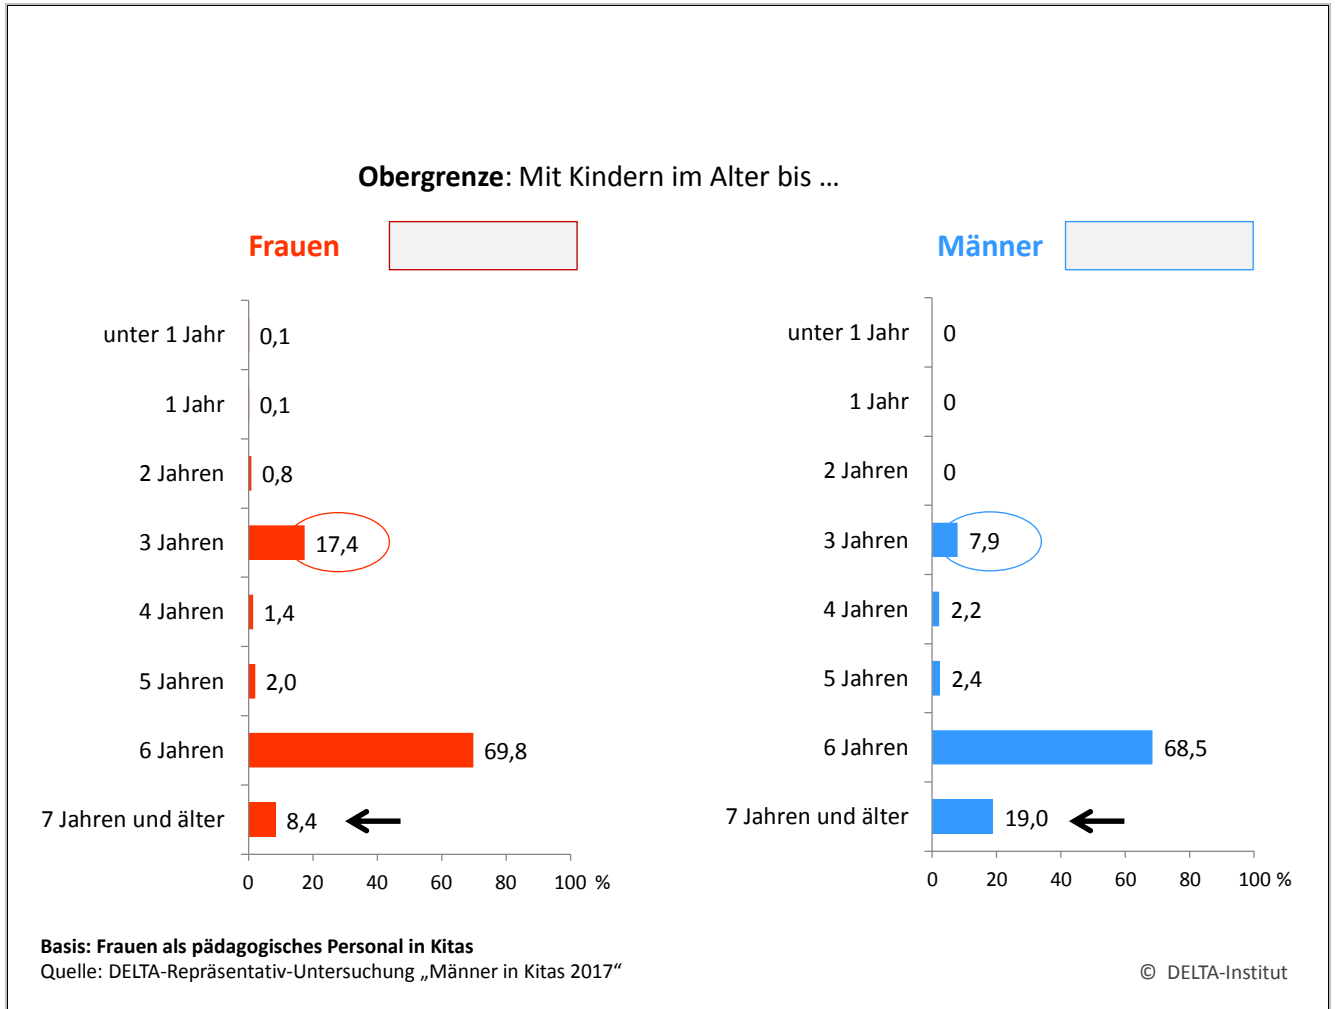 Obergrenze: Mit Kindern im Alter bis ...
Frauen
unter 1 Jahr 0,1
1 Jahr 0,1
2 Jahren 0,8
3 Jahren 17,4
4 Jahren 1,4
5 Jahren 2,0
6 Jahren 69,8
7 Jahren und älter 8,4
0 20 40 60 80 100 %
Männer
unter 1 Jahr 0
1 Jahr 0
2 Jahren 0
3 Jahren 7,9
4 Jahren 2,2
5 Jahren 2,4
6 Jahren 68,5
7 Jahren und älter 19,0
0 20 40 60 80 100 %
Basis: Frauen als pädagogisches Personal in Kitas
Quelle: DELTA-Repräsentativ-Untersuchung „Männer in Kitas 2017“
© DELTA-Institut